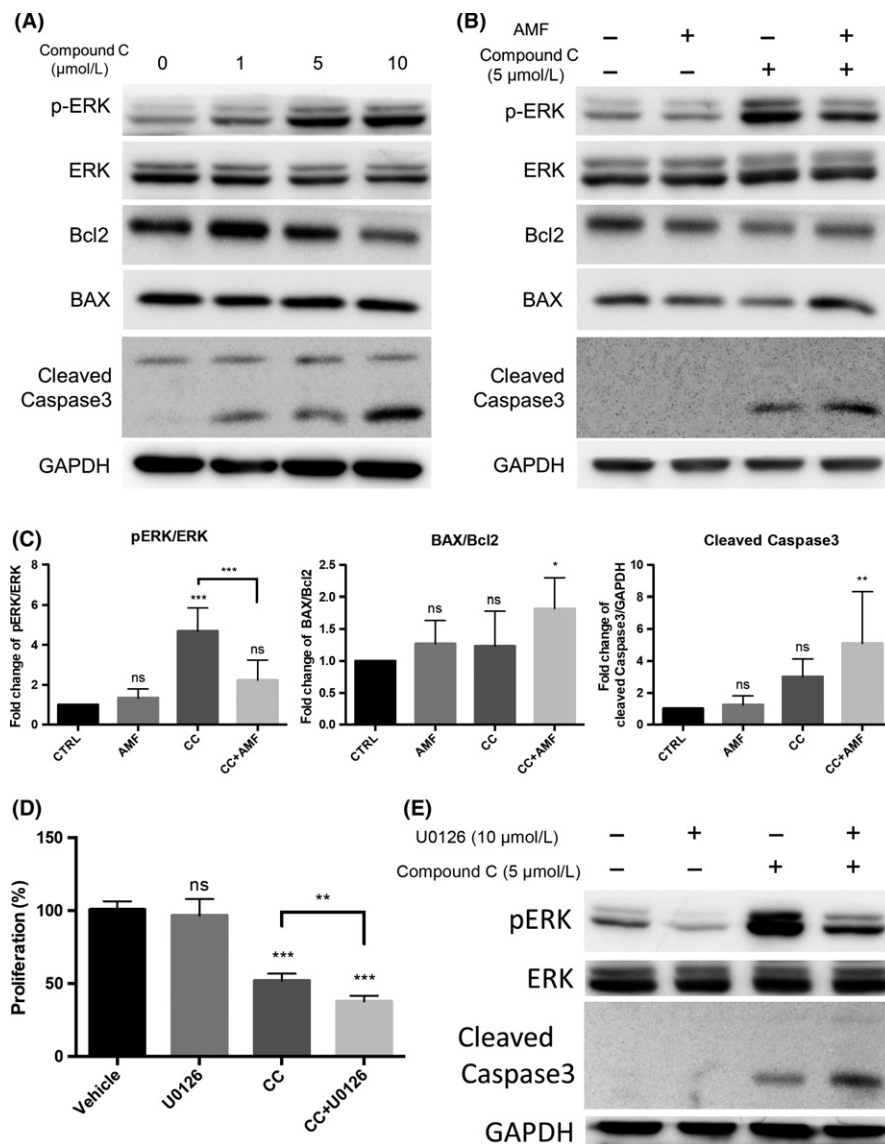 (A)
Compound C
(μmol/L)
0 1 5 10
p-ERK
ERK
Bcl2
BAX
Cleaved
Caspase3
GAPDH
(B)
AMF – + – +
Compound C
(5 μmol/L)
– – + +
p-ERK
ERK
Bcl2
BAX
Cleaved
Caspase3
GAPDH
(C)
pERK/ERK
Fold change of pERK/ERK
8
6
4
2
0
ns
***
***
ns
CTRL
AMF
CC
CC+AMF
BAX/Bcl2
Fold change of BAX/Bcl2
2.5
2.0
1.5
1.0
0.5
0.0
ns
ns
*
CTRL
AMF
CC
CC+AMF
Cleaved Caspase3
Fold change of
cleaved Caspase3/GAPDH
10
8
6
4
2
0
ns
ns
**
CTRL
AMF
CC
CC+AMF
(D)
Proliferation (%)
150
100
50
0
ns
***
**
***
Vehicle
U0126
CC
CC+U0126
(E)
U0126 (10 μmol/L) – + – +
Compound C (5 μmol/L) – – + +
pERK
ERK
Cleaved
Caspase3
GAPDH